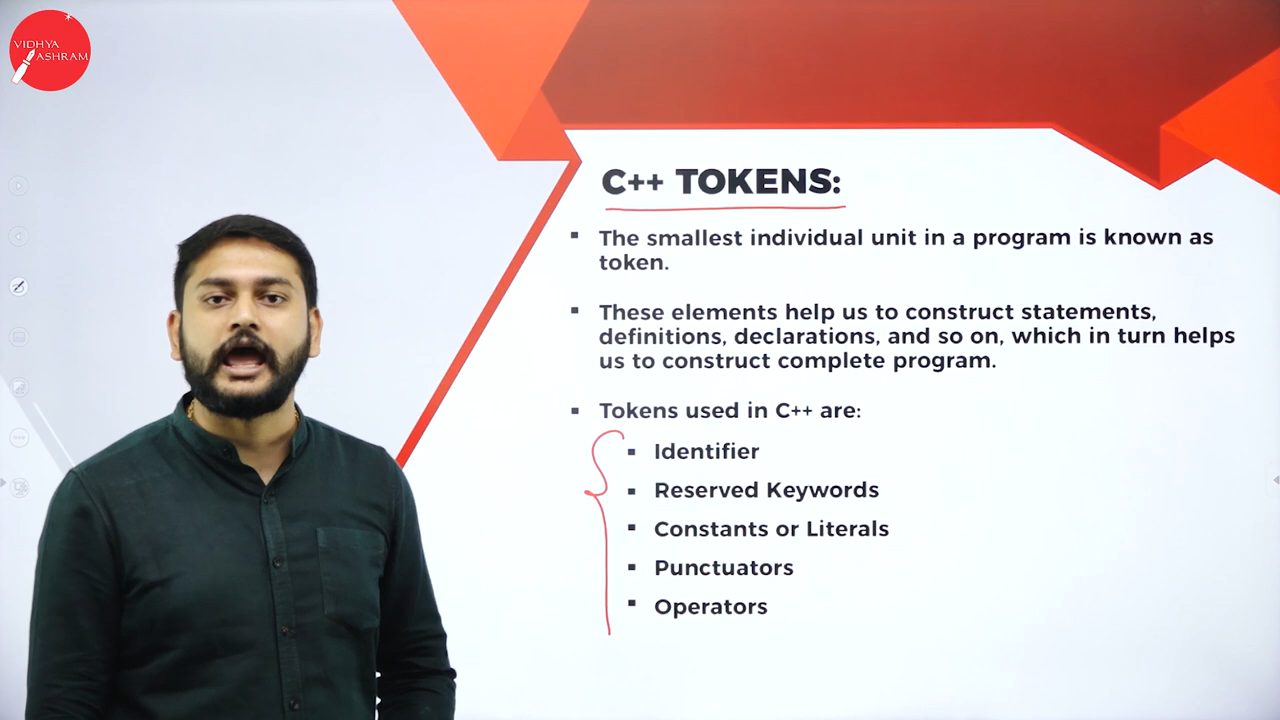 VIDHYA
ASHRAM
C++ TOKENS:
▪ The smallest individual unit in a program is known as
token.
▪ These elements help us to construct statements,
definitions, declarations, and so on, which in turn helps
us to construct complete program.
▪ Tokens used in C++ are:
▪ Identifier
▪ Reserved Keywords
▪ Constants or Literals
▪ Punctuators
▪ Operators